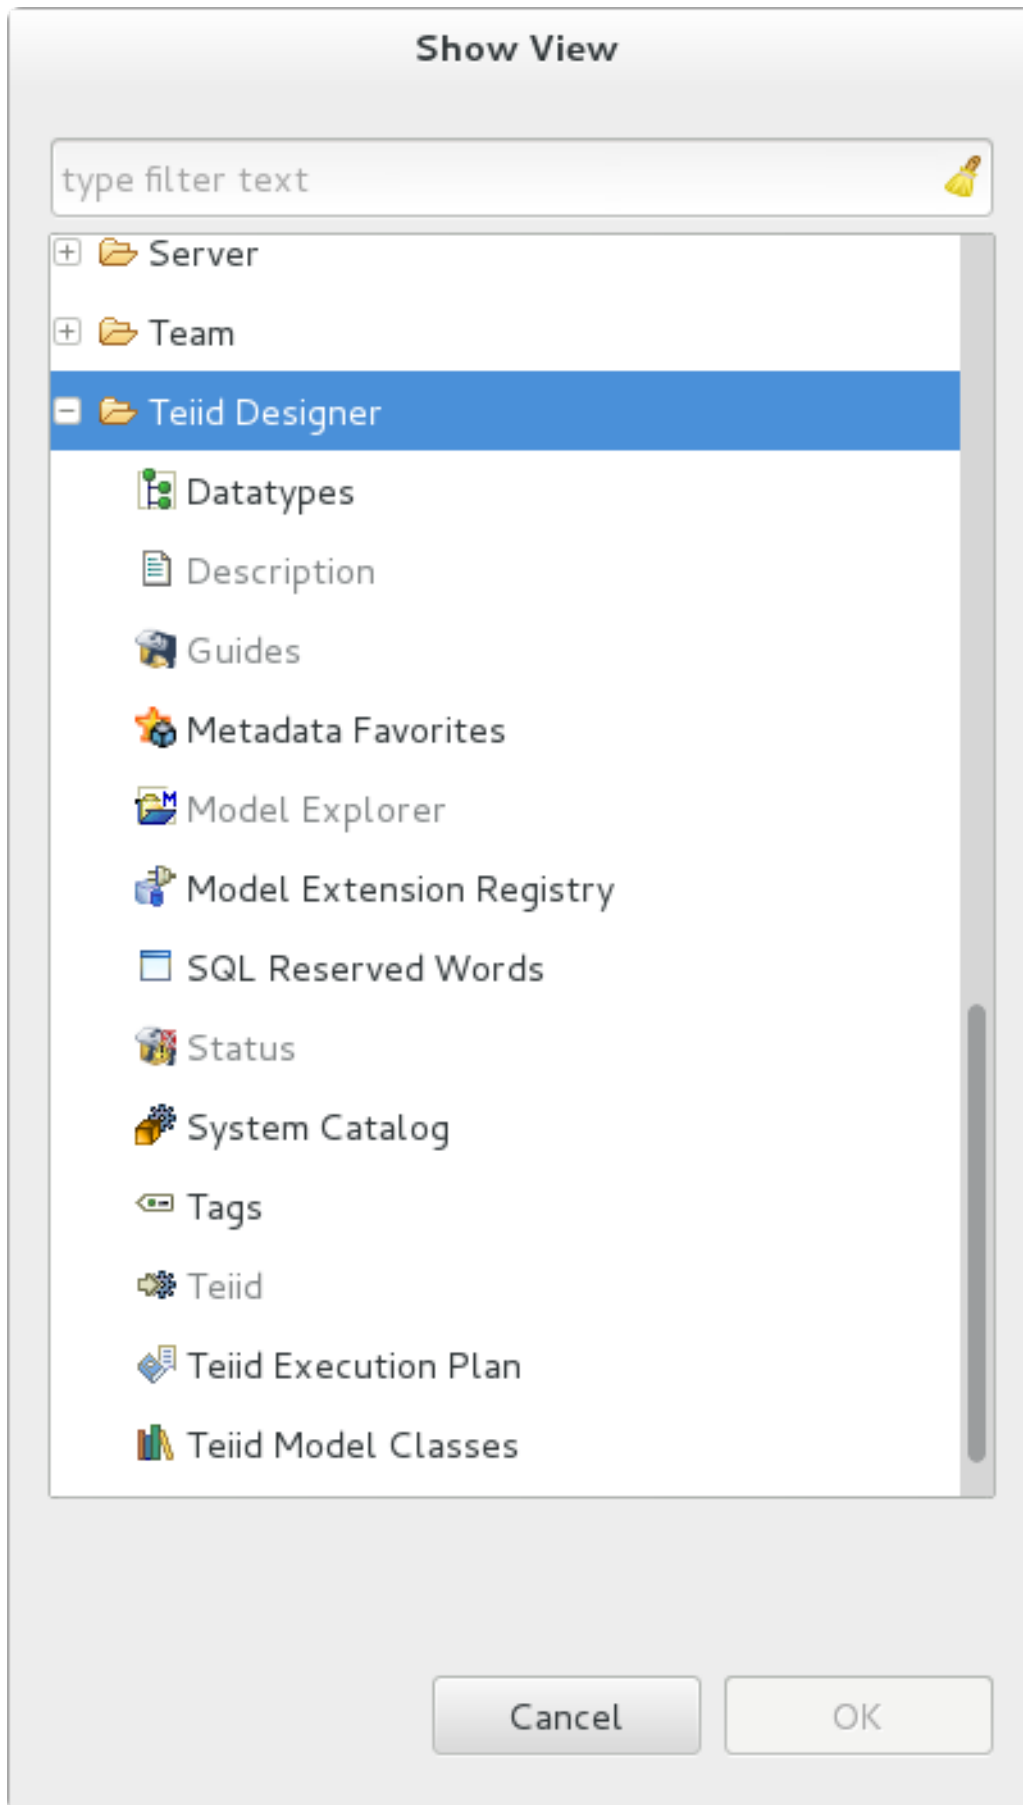 Show View
type filter text
Server
Team
Teiid Designer
Datatypes
Description
Guides
Metadata Favorites
Model Explorer
Model Extension Registry
SQL Reserved Words
Status
System Catalog
Tags
Teiid
Teiid Execution Plan
Teiid Model Classes
Cancel OK